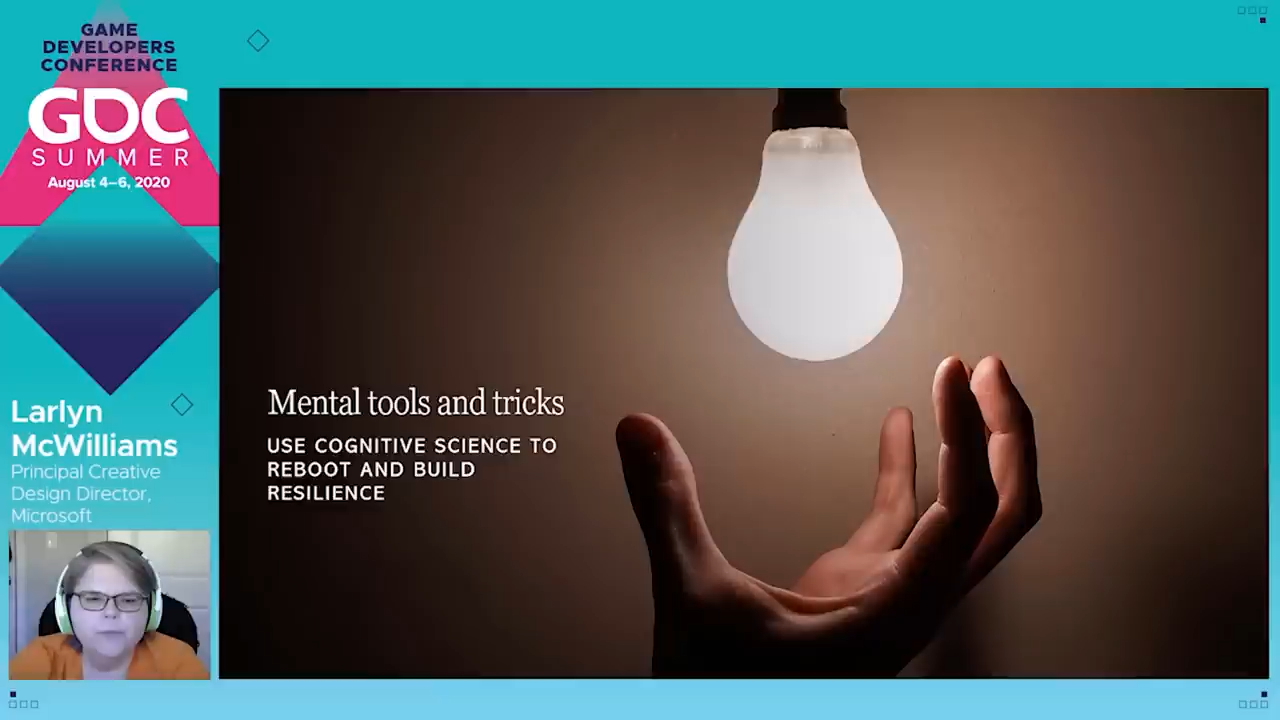 GAME
DEVELOPERS
CONFERENCE
GDC
SUMMER
August 4–6, 2020
Larlyn
McWilliams
Principal Creative
Design Director,
Microsoft
Mental tools and tricks
USE COGNITIVE SCIENCE TO
REBOOT AND BUILD
RESILIENCE